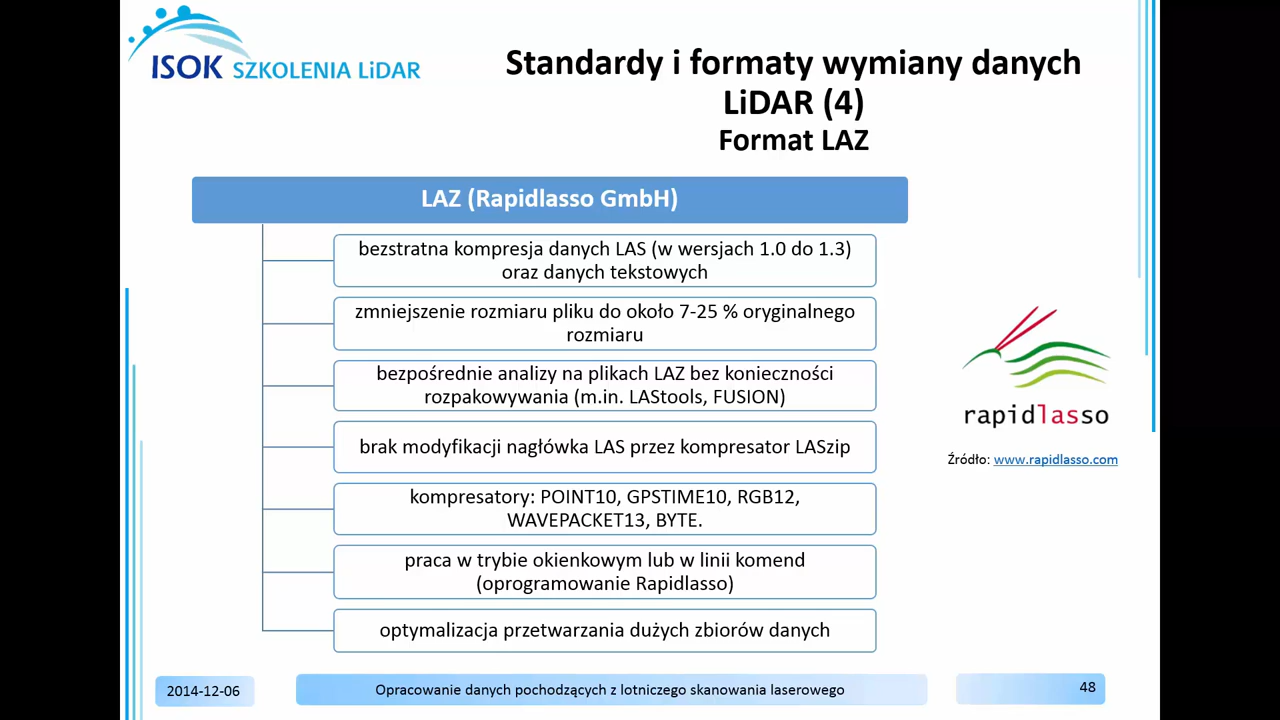 ISOK SZKOLENIA LiDAR
Standardy i formaty wymiany danych
LiDAR (4)
Format LAZ
LAZ (Rapidlasso GmbH)
bezstratna kompresja danych LAS (w wersjach 1.0 do 1.3)
oraz danych tekstowych
zmniejszenie rozmiaru pliku do około 7-25 % oryginalnego
rozmiaru
bezpośrednie analizy na plikach LAZ bez konieczności
rozpakowywania (m.in. LAStools, FUSION)
brak modyfikacji nagłówka LAS przez kompresator LASzip
kompresatory: POINT10, GPSTIME10, RGB12,
WAVEPACKET13, BYTE.
praca w trybie okienkowym lub w linii komend
(oprogramowanie Rapidlasso)
optymalizacja przetwarzania dużych zbiorów danych
rapidlasso
Źródło: www.rapidlasso.com
2014-12-06
Opracowanie danych pochodzących z lotniczego skanowania laserowego
48